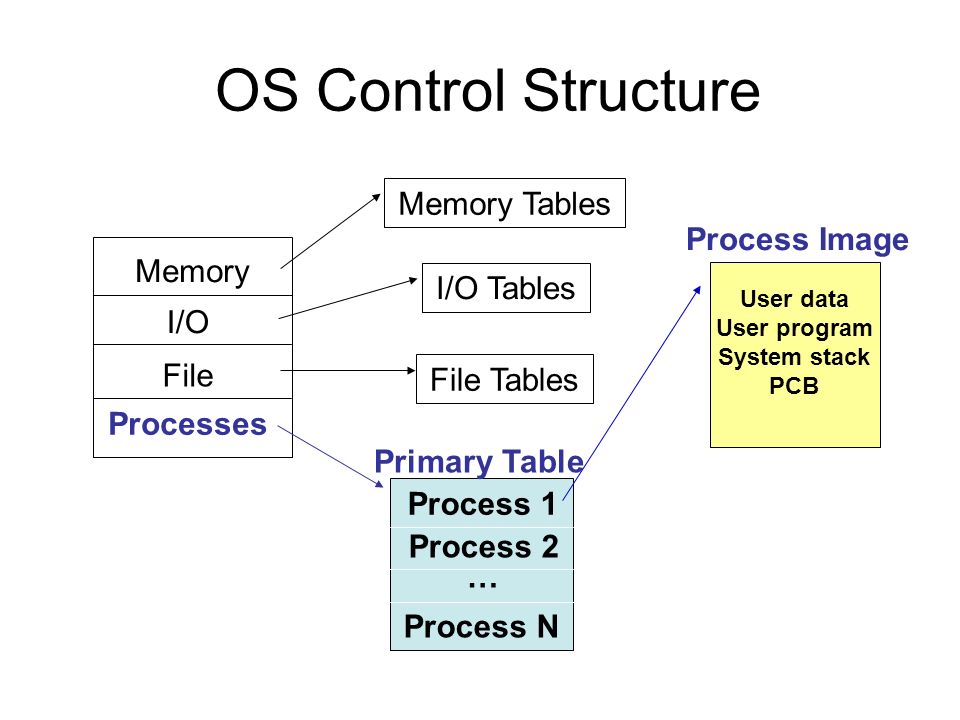 OS Control Structure
Memory
I/O
File
Processes
Memory Tables
I/O Tables
File Tables
Primary Table
Process 1
Process 2
…
Process N
Process Image
User data
User program
System stack
PCB